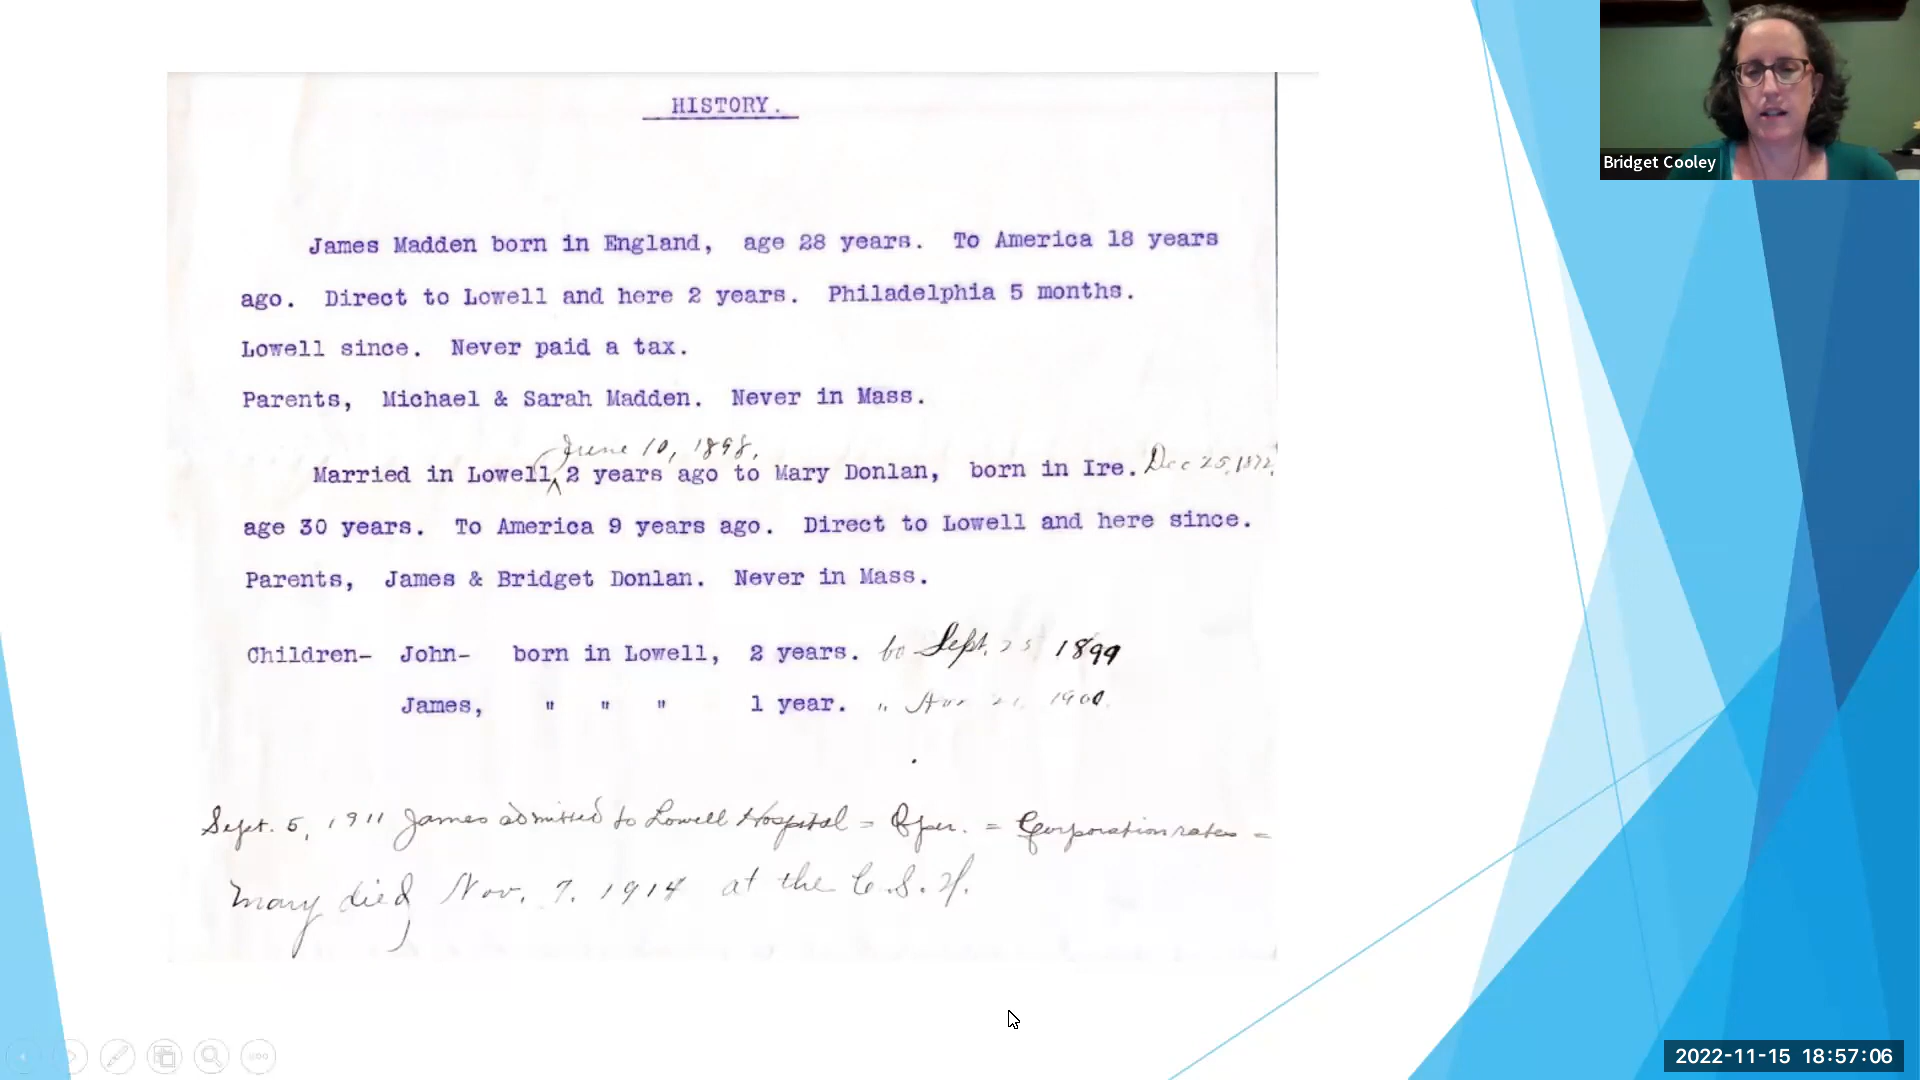 HISTORY.
James Madden born in England, age 28 years. To America 18 years
ago. Direct to Lowell and here 2 years. Philadelphia 5 months.
Lowell since. Never paid a tax.
Parents, Michael & Sarah Madden. Never in Mass.
June 10, 1898,
Married in Lowell, 2 years ago to Mary Donlan, born in Ire. Dec 25, 1872,
age 30 years. To America 9 years ago. Direct to Lowell and here since.
Parents, James & Bridget Donlan. Never in Mass.
Children- John- born in Lowell, 2 years. Sept. 25 1899
James, " " " 1 year. " 21, 1900.
Sept. 5, 1911 James admitted to Lowell Hospital = Oper. = Corporation rates =
Mary died Nov. 7, 1914 at the C.S.H.
Bridget Cooley
2022-11-15 18:57:06